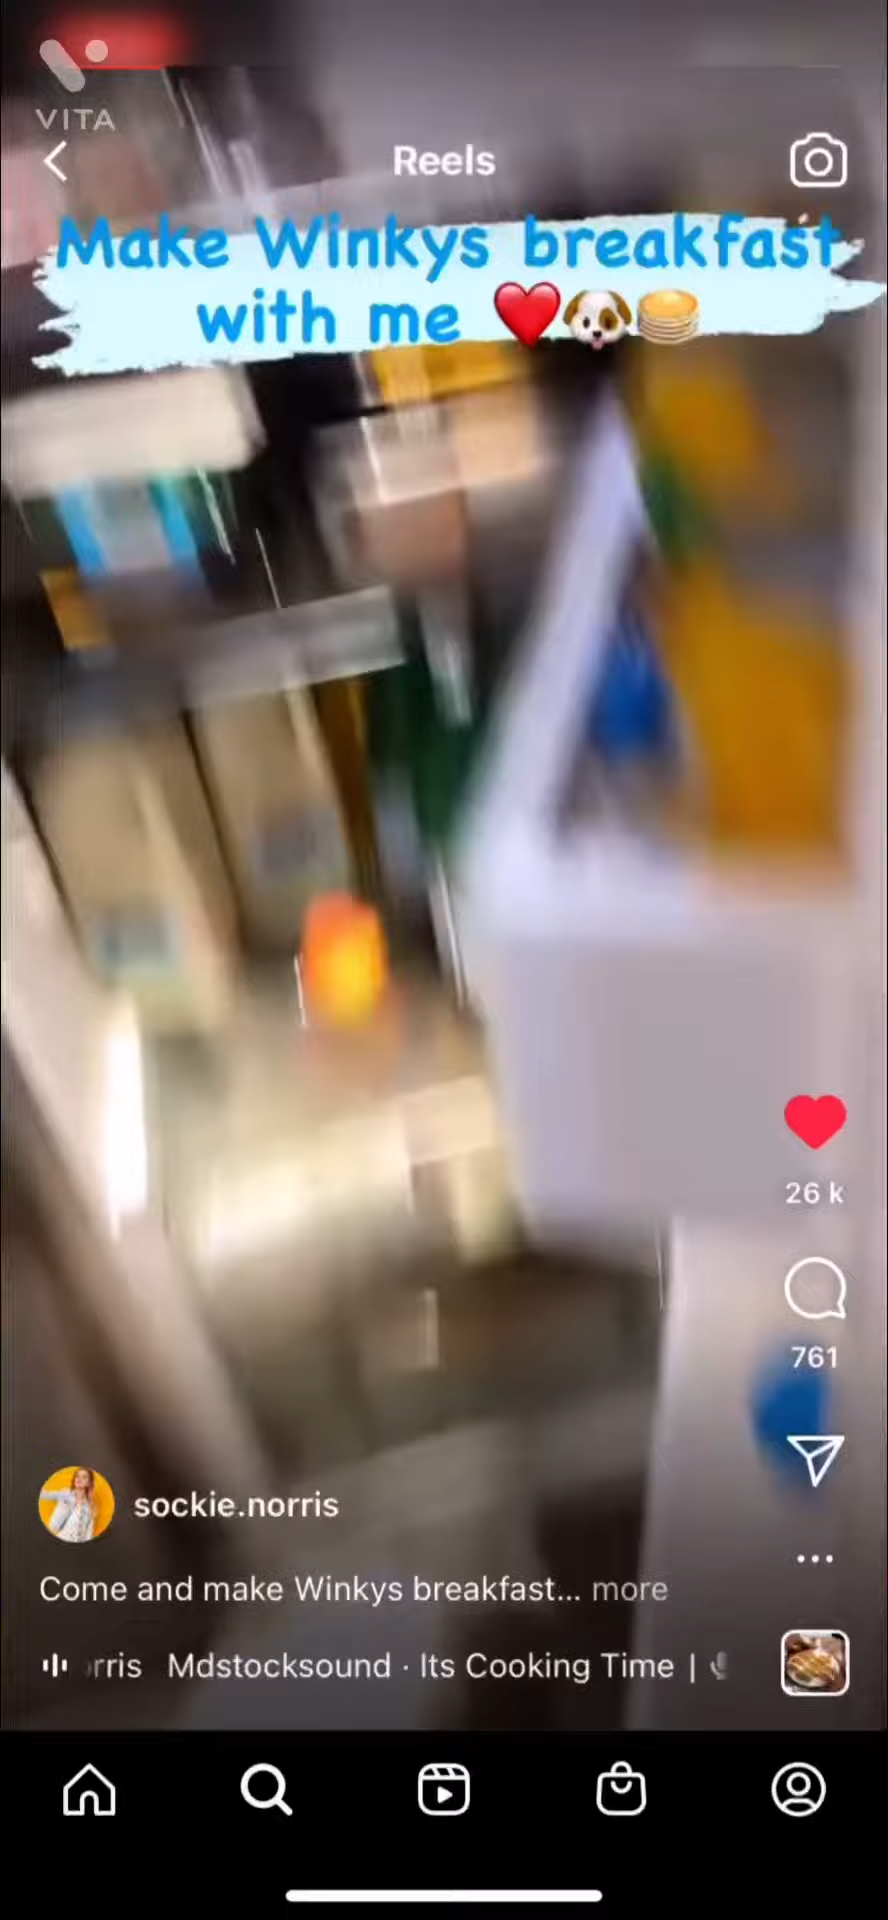 VITA
Reels
Make Winkys breakfast
with me ❤️🐶🥞
26 k
761
sockie.norris
Come and make Winkys breakfast... more
rris Mdstocksound · Its Cooking Time |